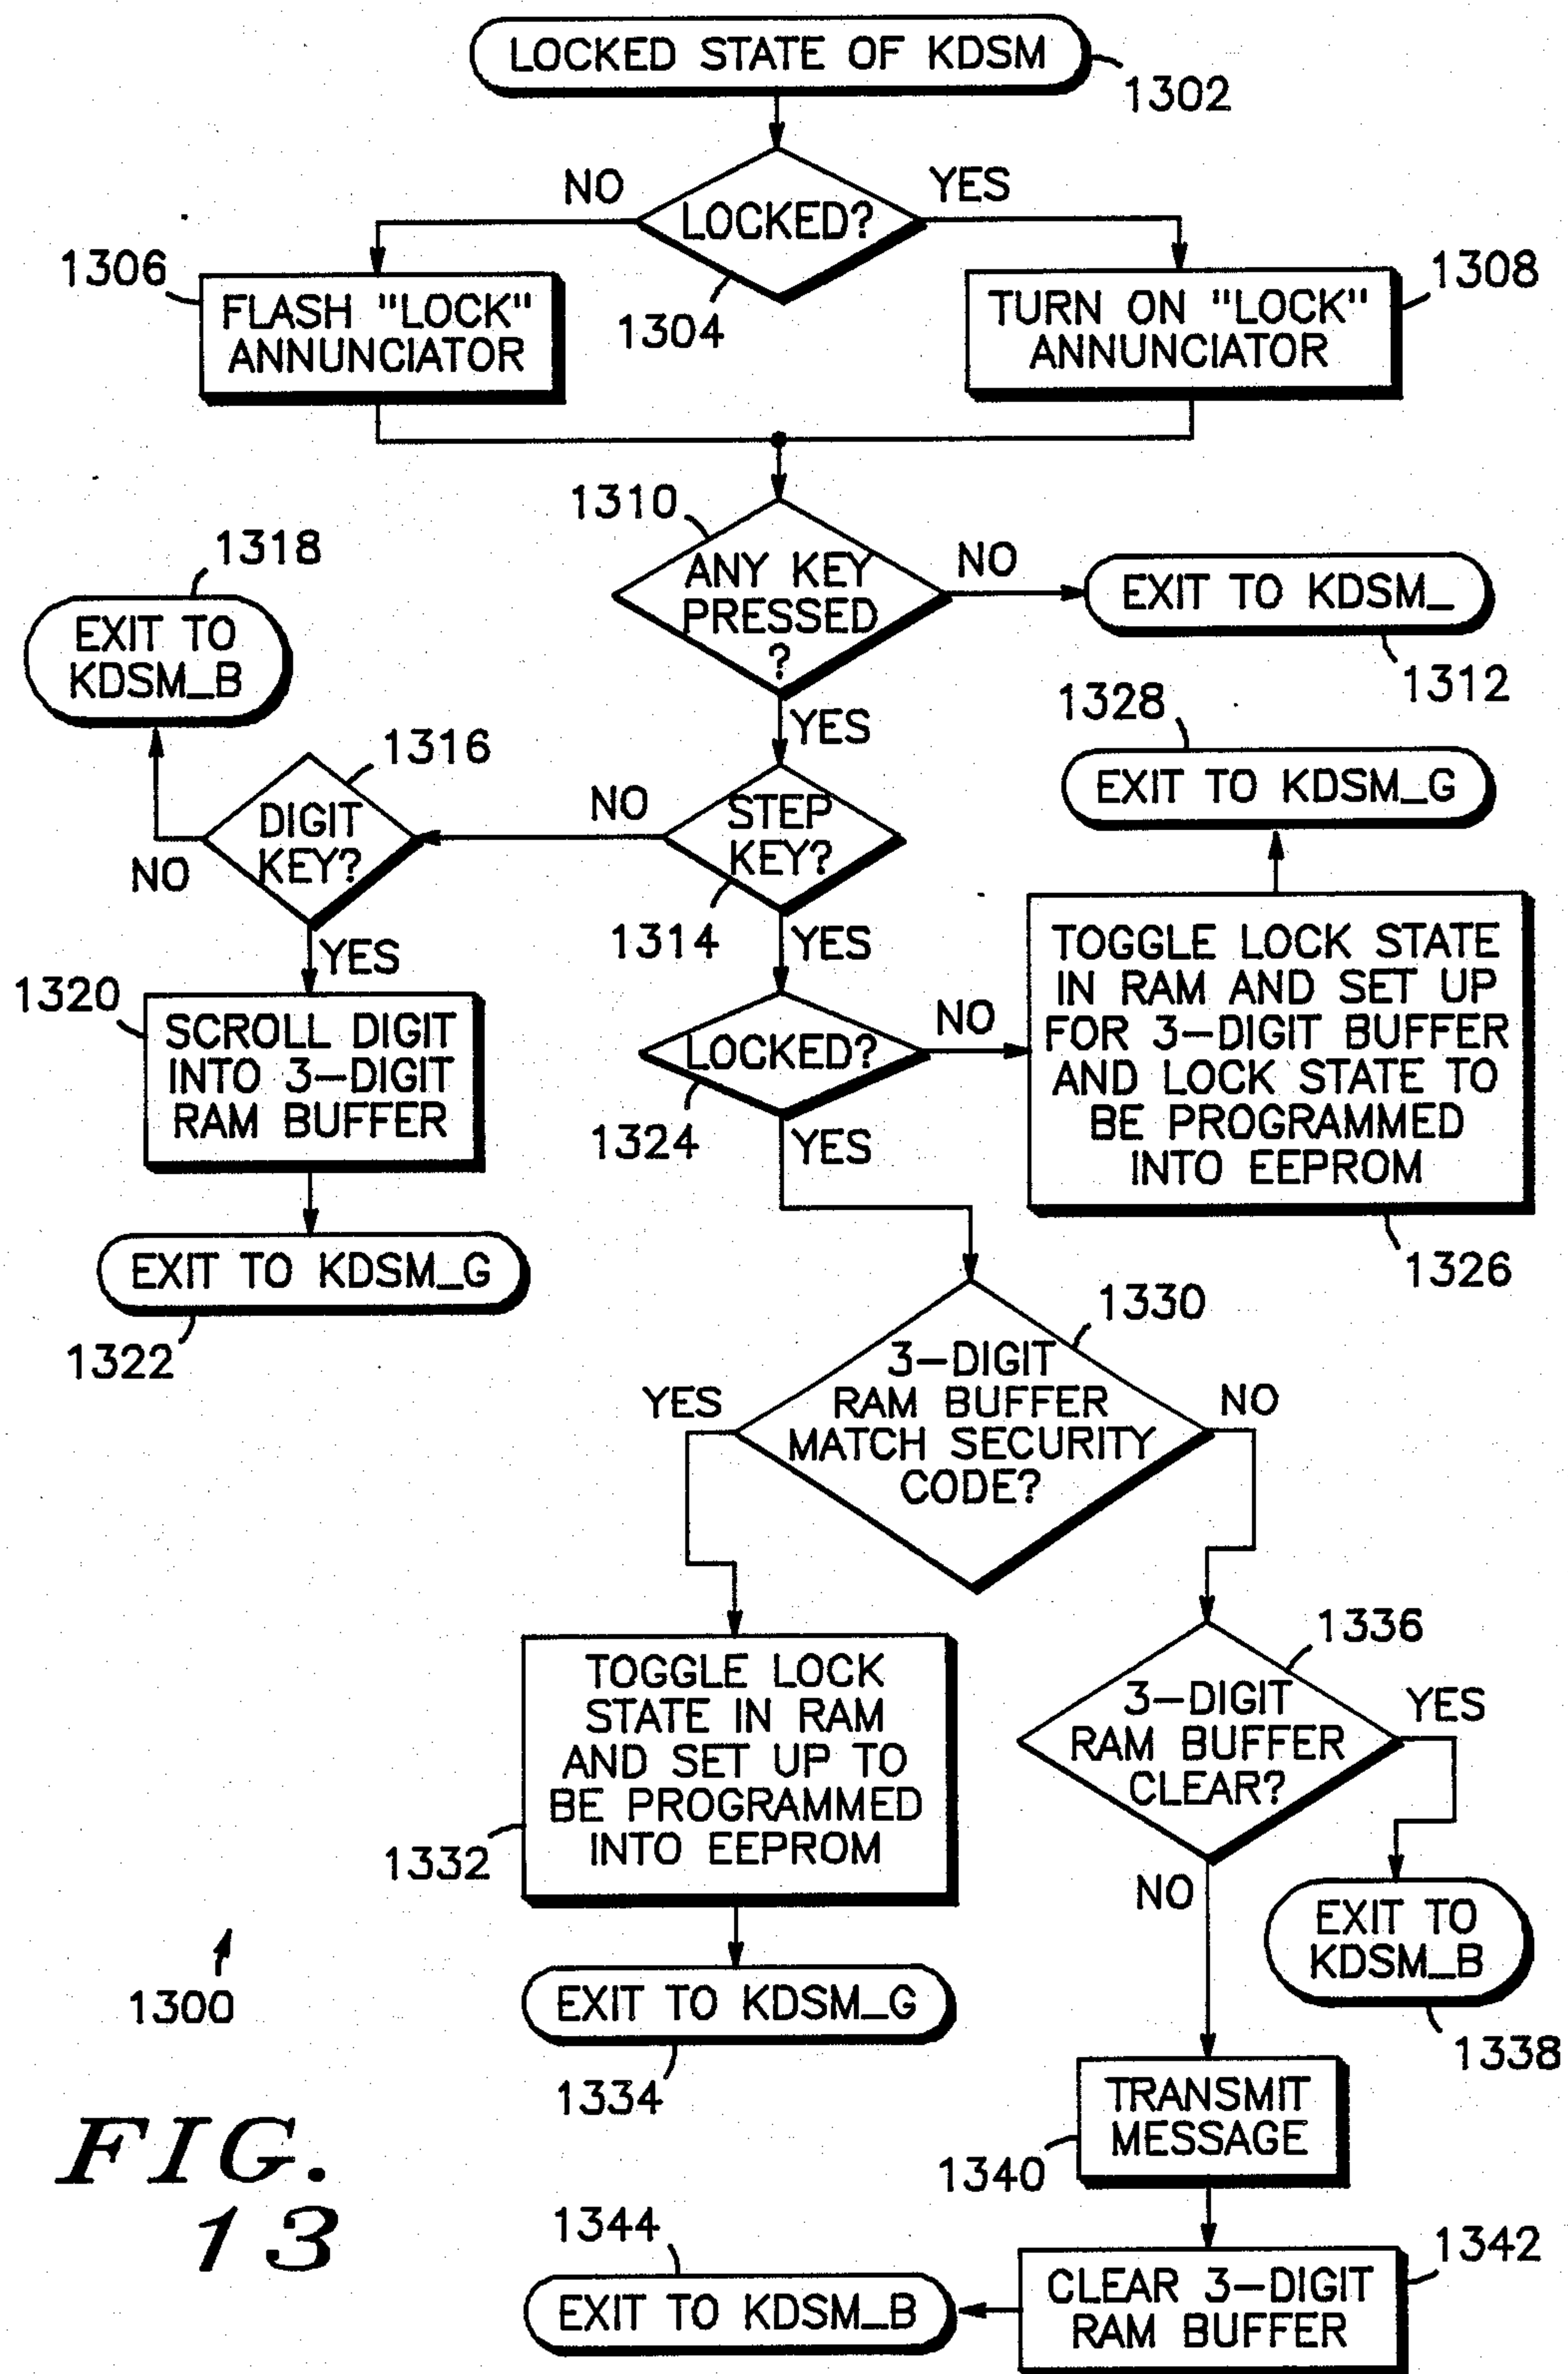 LOCKED STATE OF KDSM
1302
NO
YES
LOCKED?
1304
1306
FLASH "LOCK"
ANNUNCIATOR
1308
TURN ON "LOCK"
ANNUNCIATOR
1310
ANY KEY
PRESSED
?
NO
EXIT TO KDSM_
1312
YES
1318
EXIT TO
KDSM_B
1316
DIGIT
KEY?
NO
NO
STEP
KEY?
1314
1328
EXIT TO KDSM_G
YES
YES
1320
SCROLL DIGIT
INTO 3-DIGIT
RAM BUFFER
EXIT TO KDSM_G
1322
LOCKED?
NO
1324
YES
TOGGLE LOCK STATE
IN RAM AND SET UP
FOR 3-DIGIT BUFFER
AND LOCK STATE TO
BE PROGRAMMED
INTO EEPROM
1326
1330
3-DIGIT
RAM BUFFER
MATCH SECURITY
CODE?
YES
NO
TOGGLE LOCK
STATE IN RAM
AND SET UP TO
BE PROGRAMMED
INTO EEPROM
1332
EXIT TO KDSM_G
1334
1336
3-DIGIT
RAM BUFFER
CLEAR?
YES
NO
EXIT TO
KDSM_B
1338
1300
TRANSMIT
MESSAGE
1340
1342
CLEAR 3-DIGIT
RAM BUFFER
1344
EXIT TO KDSM_B
FIG.
13